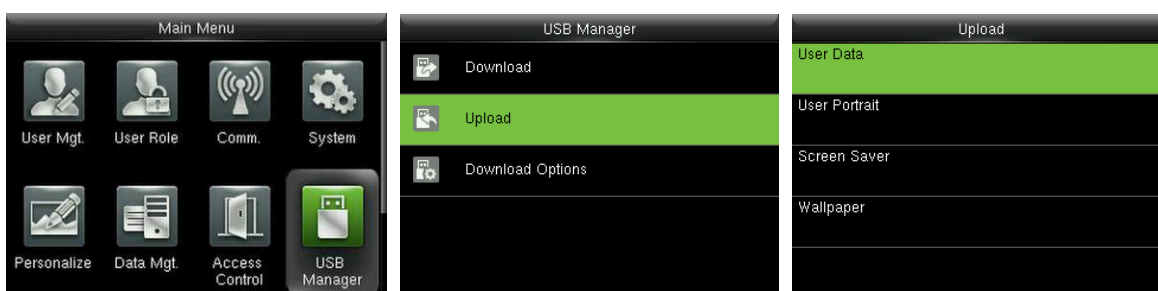 Main Menu
User Mgt.
User Role
Comm.
System
Personalize
Data Mgt.
Access
Control
USB
Manager
USB Manager
Download
Upload
Download Options
Upload
User Data
User Portrait
Screen Saver
Wallpaper